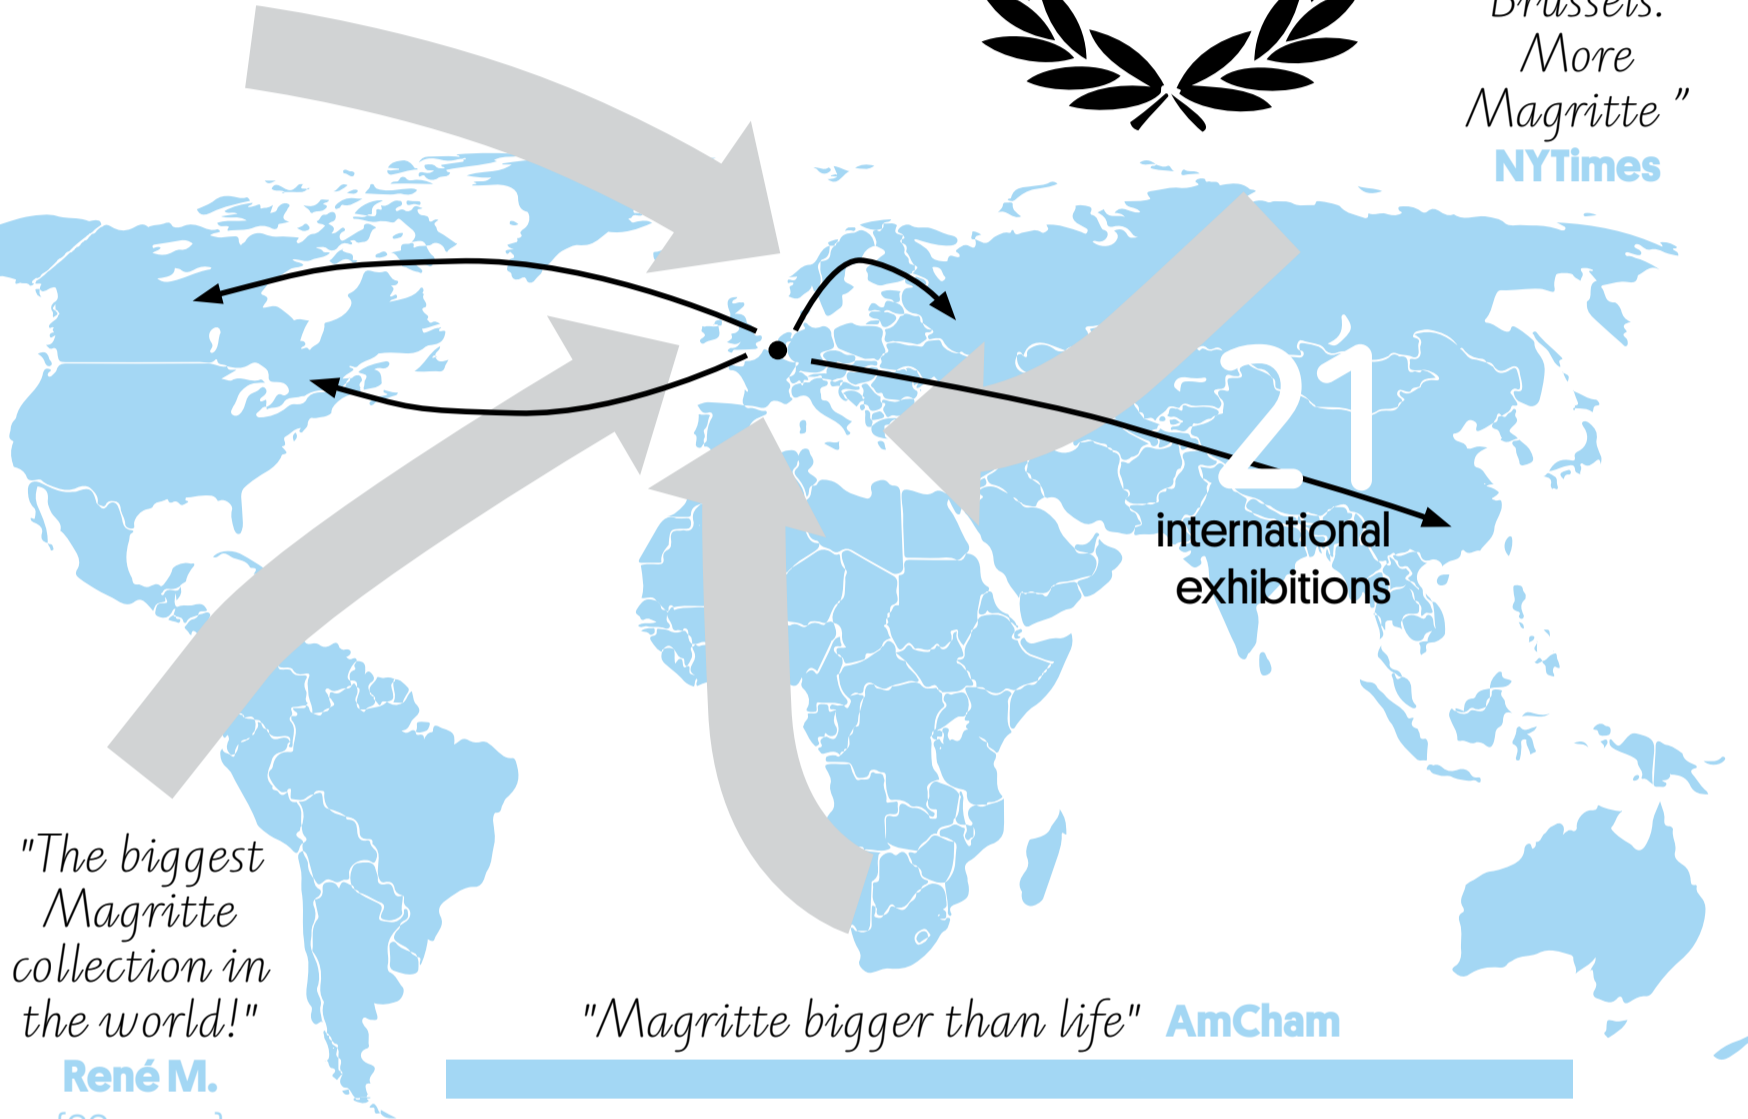 Brussels.
More
Magritte"
NYTimes
21
international
exhibitions
"The biggest
Magritte
collection in
the world!"
René M.
"Magritte bigger than life" AmCham